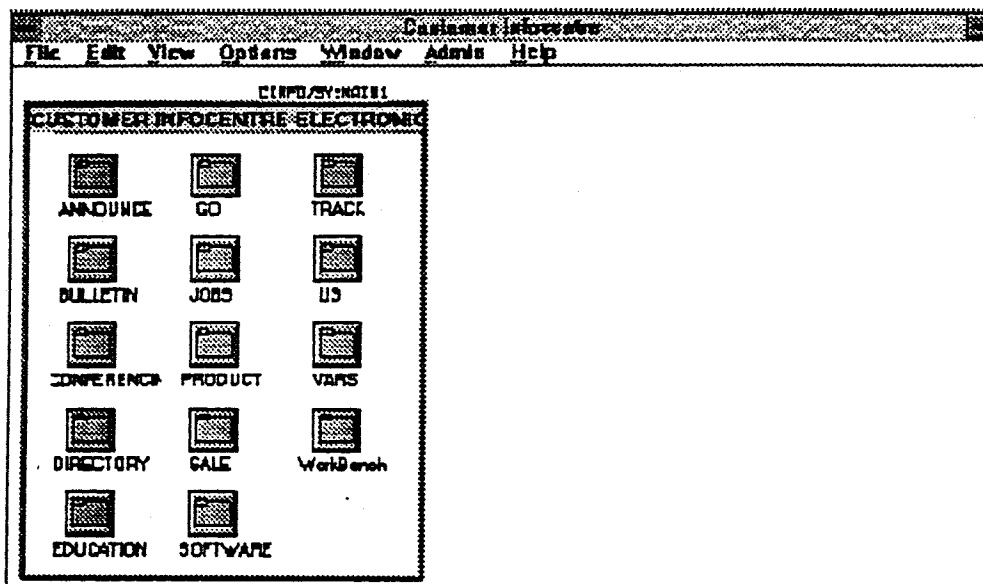 Customer Infocentre
File Edit View Options Window Admin Help
CUSTOMER INFOCENTRE ELECTRONIC
ANNOUNCE GO TRACK
BULLETIN JOBS US
CONFERENCIN PRODUCT VARS
DIRECTORY SALE WorkBench
EDUCATION SOFTWARE